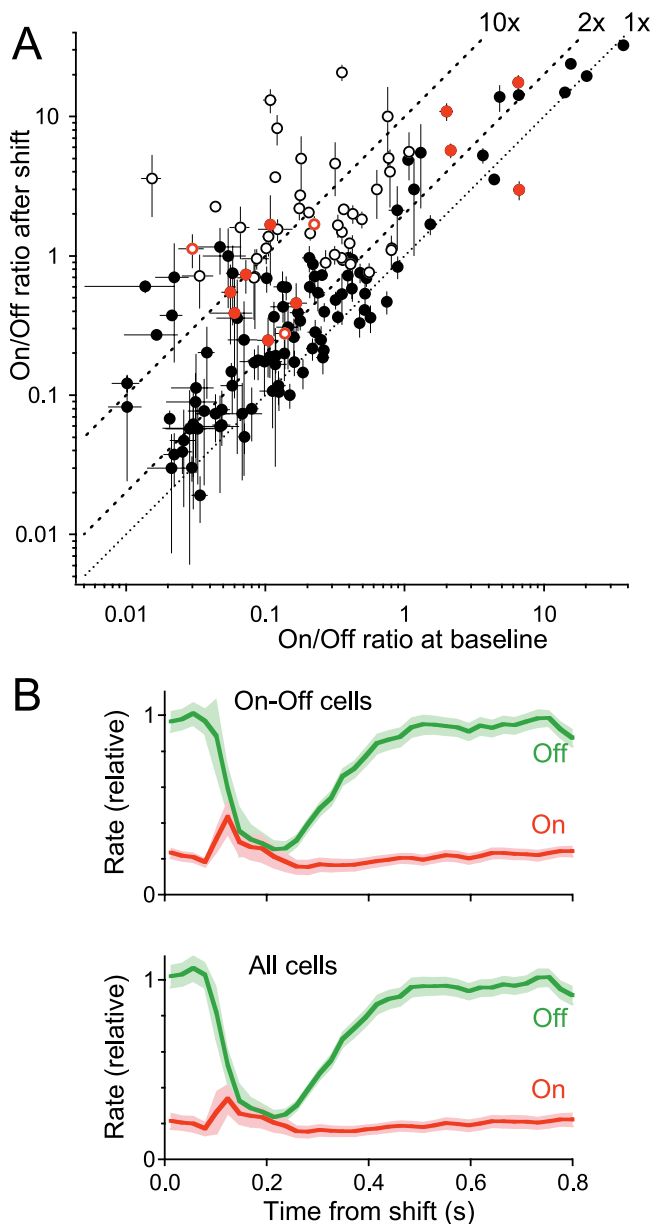 A
10x
2x
1x
On/Off ratio after shift
10
1
0.1
0.01
0.01
0.1
1
10
On/Off ratio at baseline
B
On-Off cells
Rate (relative)
1
0
Off
On
All cells
Rate (relative)
1
0
Off
On
0.0
0.2
0.4
0.6
0.8
Time from shift (s)